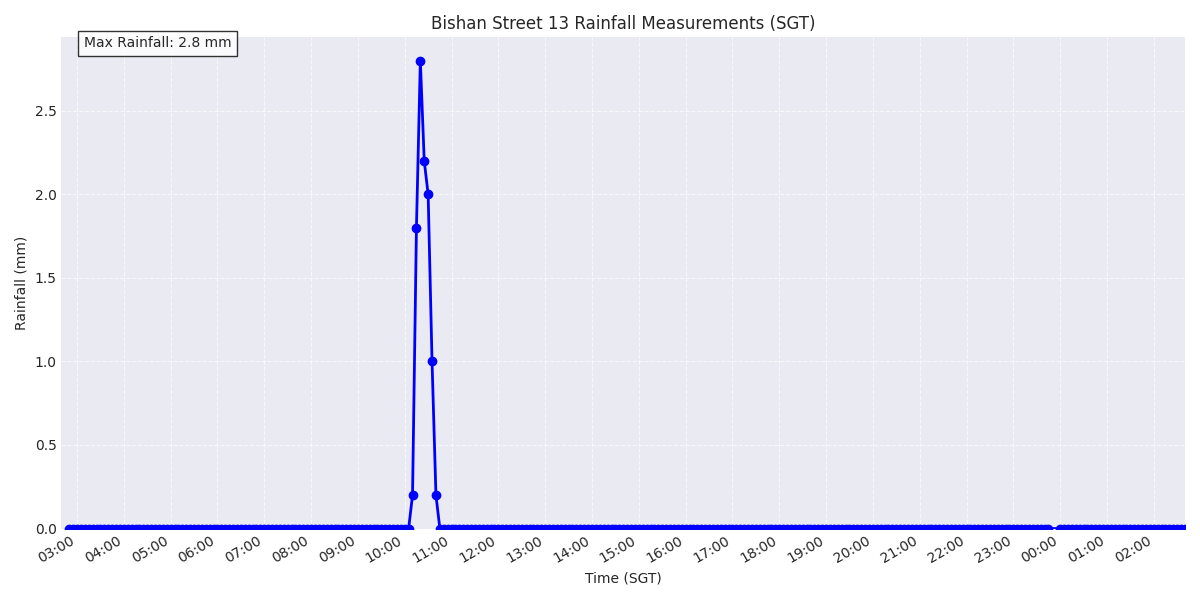 Bishan Street 13 Rainfall Measurements (SGT)
Max Rainfall: 2.8 mm
Rainfall (mm)
2.5
2.0
1.5
1.0
0.5
0.0
03:00 04:00 05:00 06:00 07:00 08:00 09:00 10:00 11:00 12:00 13:00 14:00 15:00 16:00 17:00 18:00 19:00 20:00 21:00 22:00 23:00 00:00 01:00 02:00
Time (SGT)